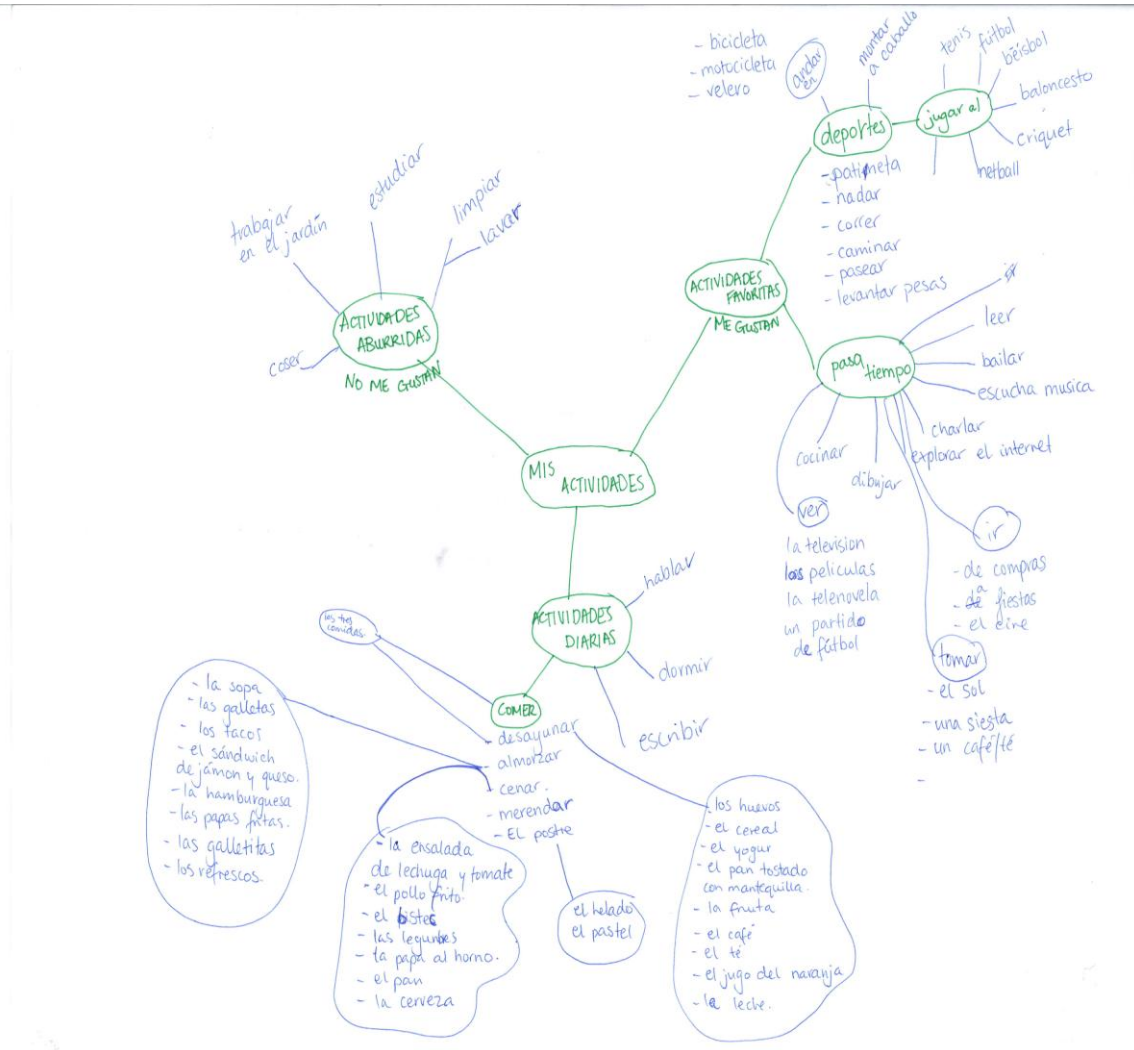 - bicicleta
- motocicleta
- velero
andar
en
montar
a caballo
tenis
fútbol
béisbol
baloncesto
criquet
netball
jugar al
deportes
- patineta
- nadar
- correr
- caminar
- pasear
- levantar pesas
ACTIVIDADES
FAVORITAS
ME GUSTAN
trabajar
en el jardín
estudiar
limpiar
lavar
coser
ACTIVIDADES
ABURRIDAS
NO ME GUSTAN
pasa
tiempo
leer
bailar
escucha musica
charlar
explorar el internet
cocinar
dibujar
ver
la television
las peliculas
la telenovela
un partido
de fútbol
ir
- de compras
- a fiestas
- el cine
tomar
- el sol
- una siesta
- un café/té
-
MIS
ACTIVIDADES
ACTIVIDADES
DIARIAS
hablar
dormir
escribir
las tres
comidas
COMER
- desayunar
- almorzar
- cenar.
- merendar
- EL postre
- la sopa
- las galletas
- los tacos
- el sándwich
de jámon y queso.
- la hamburguesa
- las papas fritas.
- las galletitas
- los refrescos.
- la ensalada
de lechuga y tomate
- el pollo frito.
- el bistec
- las legumbes
- la papa al horno.
- el pan
- la cerveza
el helado
el pastel
- los huevos
- el cereal
- el yogur
- el pan tostado
con mantequilla.
- la fruta
- el café
- el té
- el jugo del naranja
- la leche.